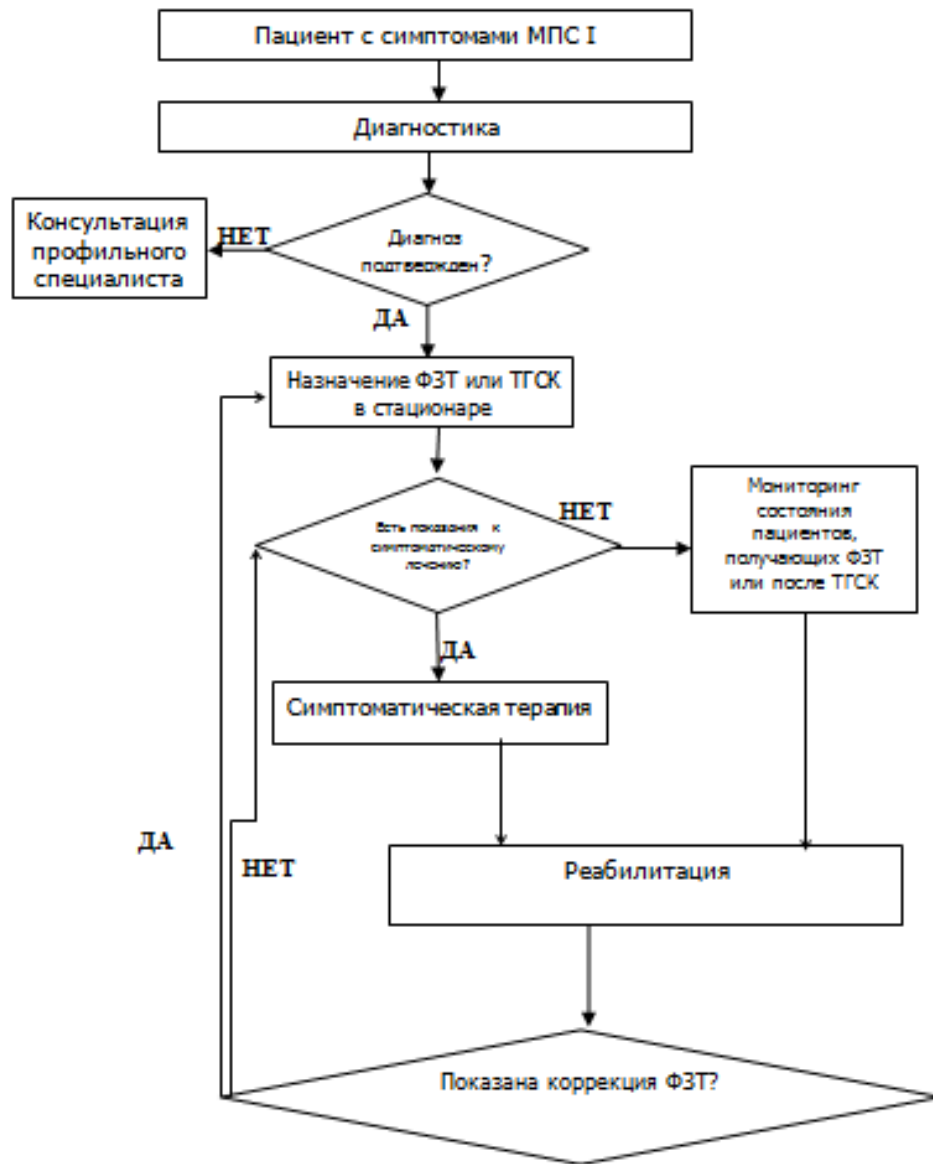 Пациент с симптомами МПС I
Диагностика
Консультация
профильного
специалиста
НЕТ
Диагноз
подтвержден?
ДА
Назначение ФЗТ или ТГСК
в стационаре
Есть показания к
симптоматическому
лечению?
НЕТ
Мониторинг
состояния
пациентов,
получающих ФЗТ
или после ТГСК
ДА
Симптоматическая терапия
ДА
НЕТ
Реабилитация
Показана коррекция ФЗТ?